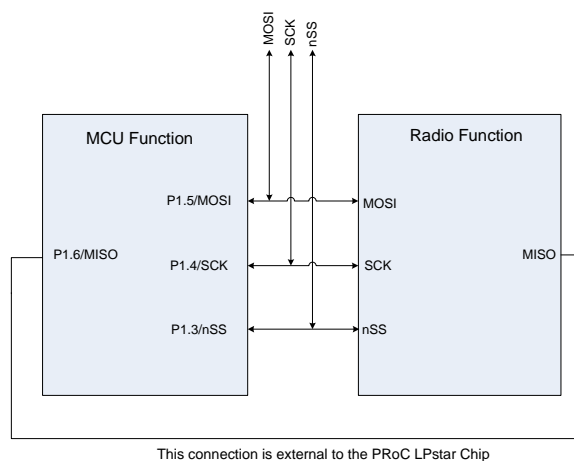 MOSI
SCK
nSS
MCU Function
Radio Function
P1.5/MOSI
MOSI
P1.6/MISO
P1.4/SCK
SCK
MISO
P1.3/nSS
nSS
This connection is external to the PRoC LPstar Chip